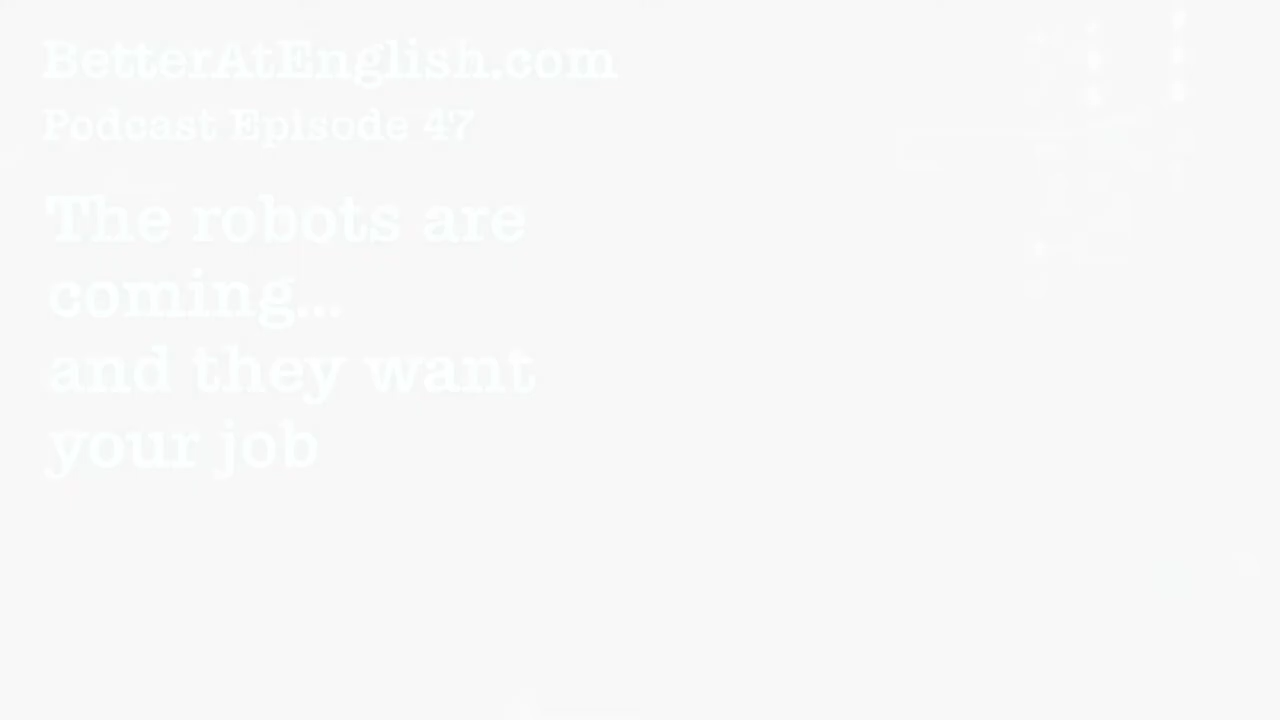 BetterAtEnglish.com
Podcast Episode 47
The robots are
coming...
and they want
your job